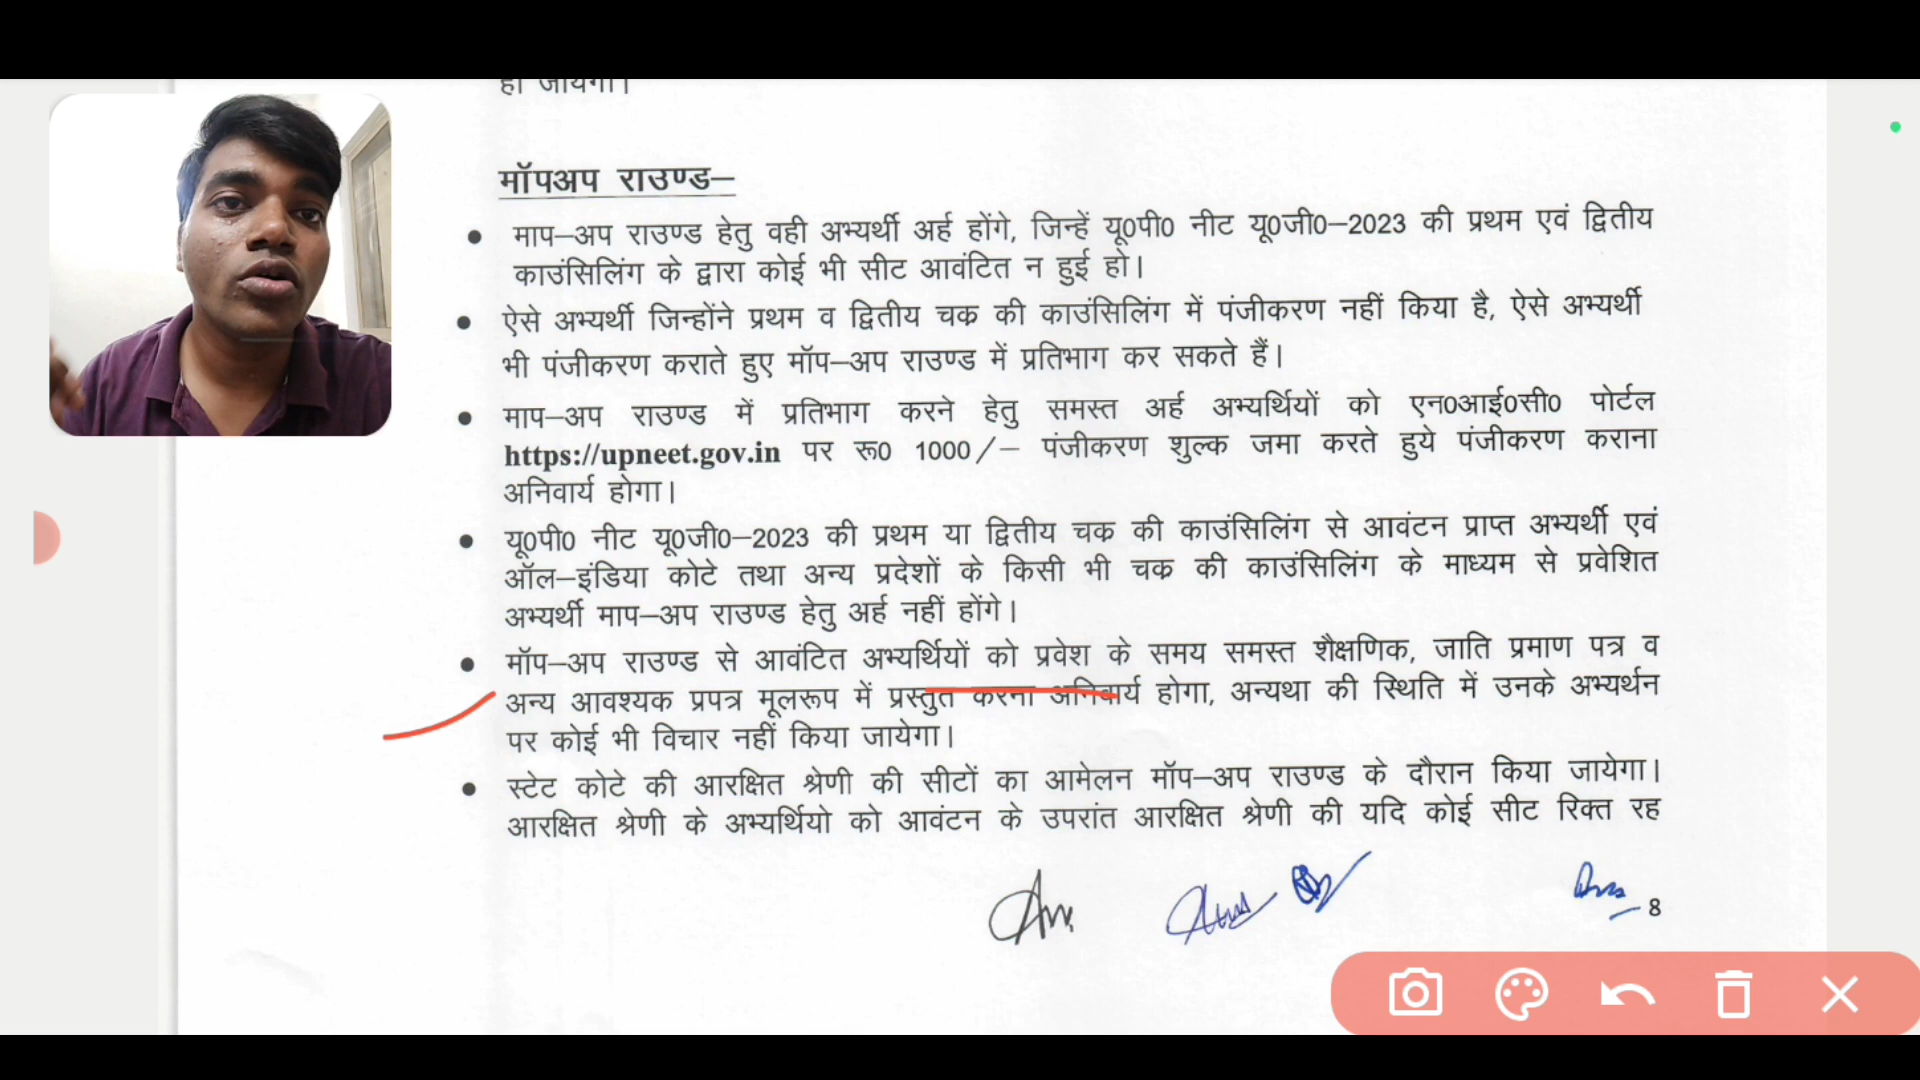 हो जायेगा।
मॉपअप राउण्ड–
• माप–अप राउण्ड हेतु वही अभ्यर्थी अर्ह होंगे, जिन्हें यू0पी0 नीट यू0जी0–2023 की प्रथम एवं द्वितीय
काउंसिलिंग के द्वारा कोई भी सीट आवंटित न हुई हो।
• ऐसे अभ्यर्थी जिन्होंने प्रथम व द्वितीय चक्र की काउंसिलिंग में पंजीकरण नहीं किया है, ऐसे अभ्यर्थी
भी पंजीकरण कराते हुए मॉप–अप राउण्ड में प्रतिभाग कर सकते हैं।
• माप–अप राउण्ड में प्रतिभाग करने हेतु समस्त अर्ह अभ्यर्थियों को एन0आई0सी0 पोर्टल
https://upneet.gov.in पर रू0 1000/– पंजीकरण शुल्क जमा करते हुये पंजीकरण कराना
अनिवार्य होगा।
• यू0पी0 नीट यू0जी0–2023 की प्रथम या द्वितीय चक्र की काउंसिलिंग से आवंटन प्राप्त अभ्यर्थी एवं
ऑल–इंडिया कोटे तथा अन्य प्रदेशों के किसी भी चक्र की काउंसिलिंग के माध्यम से प्रवेशित
अभ्यर्थी माप–अप राउण्ड हेतु अर्ह नहीं होंगे।
• मॉप–अप राउण्ड से आवंटित अभ्यर्थियों को प्रवेश के समय समस्त शैक्षणिक, जाति प्रमाण पत्र व
अन्य आवश्यक प्रपत्र मूलरूप में प्रस्तुत करना अनिवार्य होगा, अन्यथा की स्थिति में उनके अभ्यर्थन
पर कोई भी विचार नहीं किया जायेगा।
• स्टेट कोटे की आरक्षित श्रेणी की सीटों का आमेलन मॉप–अप राउण्ड के दौरान किया जायेगा।
आरक्षित श्रेणी के अभ्यर्थियो को आवंटन के उपरांत आरक्षित श्रेणी की यदि कोई सीट रिक्त रह
8